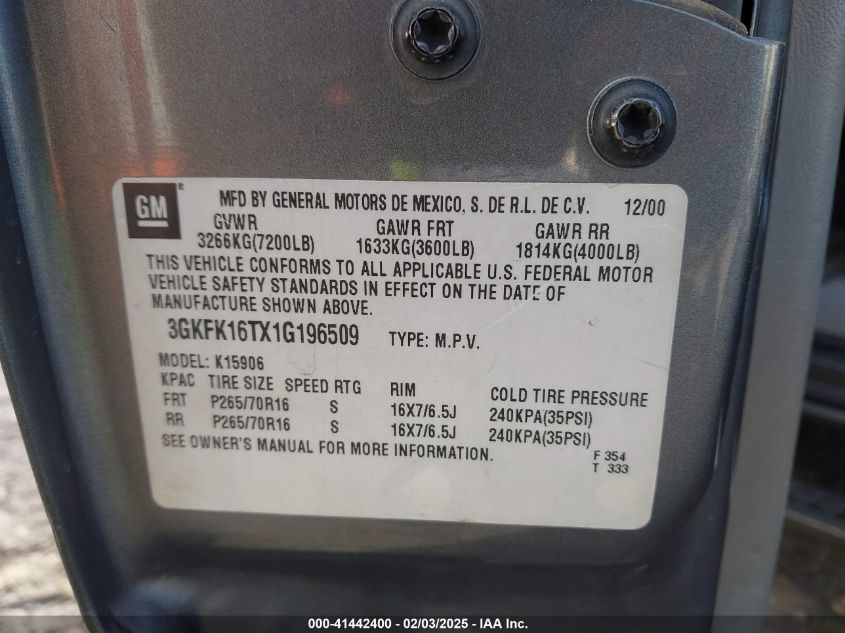 GM ® MFD BY GENERAL MOTORS DE MEXICO, S. DE R.L. DE C.V. 12/00
GVWR GAWR FRT GAWR RR
3266KG(7200LB) 1633KG(3600LB) 1814KG(4000LB)
THIS VEHICLE CONFORMS TO ALL APPLICABLE U.S. FEDERAL MOTOR
VEHICLE SAFETY STANDARDS IN EFFECT ON THE DATE OF
MANUFACTURE SHOWN ABOVE.
3GKFK16TX1G196509 TYPE: M.P.V.
MODEL: K15906
KPAC TIRE SIZE SPEED RTG RIM COLD TIRE PRESSURE
FRT P265/70R16 S 16X7/6.5J 240KPA(35PSI)
RR P265/70R16 S 16X7/6.5J 240KPA(35PSI)
SEE OWNER'S MANUAL FOR MORE INFORMATION.
F 354
T 333
000-41442400 - 02/03/2025 - IAA Inc.